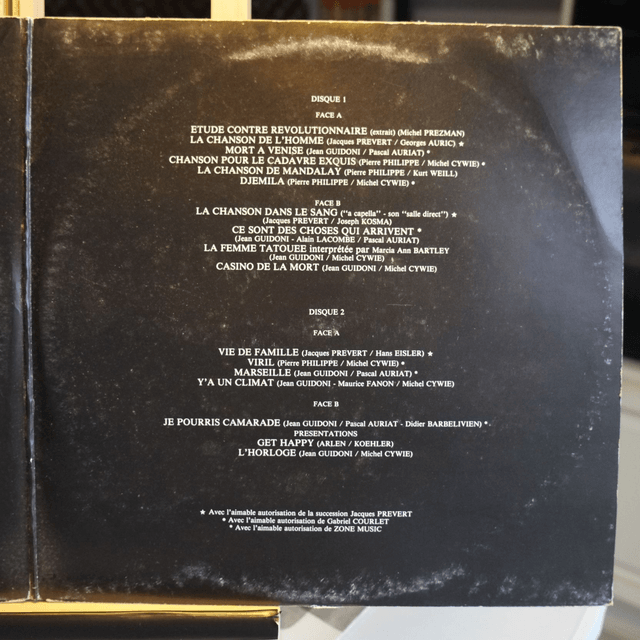 DISQUE 1
FACE A
ETUDE CONTRE REVOLUTIONNAIRE (extrait) (Michel PREZMAN)
LA CHANSON DE L'HOMME (Jacques PREVERT / Georges AURIC) ★
MORT A VENISE (Jean GUIDONI / Pascal AURIAT) *
CHANSON POUR LE CADAVRE EXQUIS (Pierre PHILIPPE / Michel CYWIE) •
LA CHANSON DE MANDALAY (Pierre PHILIPPE / Kurt WEILL)
DJEMILA (Pierre PHILIPPE / Michel CYWIE) •
FACE B
LA CHANSON DANS LE SANG ("a capella" - son "salle direct") ★
(Jacques PREVERT / Joseph KOSMA)
CE SONT DES CHOSES QUI ARRIVENT *
(Jean GUIDONI - Alain LACOMBE / Pascal AURIAT)
LA FEMME TATOUEE interprétée par Marcia Ann BARTLEY
(Jean GUIDONI / Michel CYWIE)
CASINO DE LA MORT (Jean GUIDONI / Michel CYWIE)
DISQUE 2
FACE A
VIE DE FAMILLE (Jacques PREVERT / Hans EISLER) ★
VIRIL (Pierre PHILIPPE / Michel CYWIE) •
MARSEILLE (Jean GUIDONI / Pascal AURIAT) *
Y'A UN CLIMAT (Jean GUIDONI - Maurice FANON / Michel CYWIE)
FACE B
JE POURRIS CAMARADE (Jean GUIDONI / Pascal AURIAT - Didier BARBELIVIEN) *
PRESENTATIONS
GET HAPPY (ARLEN / KOEHLER)
L'HORLOGE (Jean GUIDONI / Michel CYWIE)
★ Avec l'aimable autorisation de la succession Jacques PREVERT
• Avec l'aimable autorisation de Gabriel COURLET
* Avec l'aimable autorisation de ZONE MUSIC